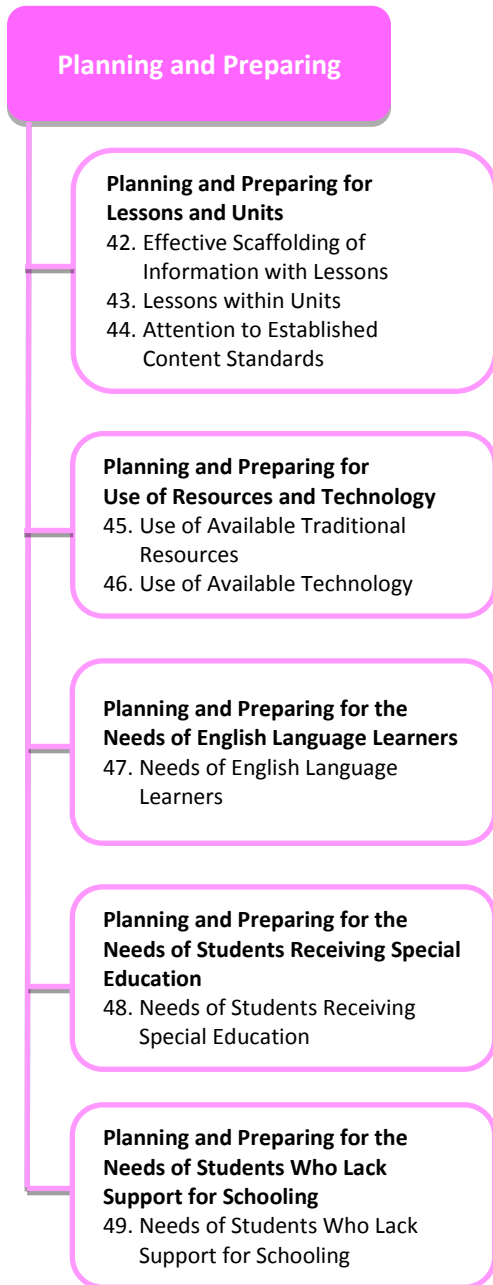 Planning and Preparing
Planning and Preparing for
Lessons and Units
42. Effective Scaffolding of
Information with Lessons
43. Lessons within Units
44. Attention to Established
Content Standards
Planning and Preparing for
Use of Resources and Technology
45. Use of Available Traditional
Resources
46. Use of Available Technology
Planning and Preparing for the
Needs of English Language Learners
47. Needs of English Language
Learners
Planning and Preparing for the
Needs of Students Receiving Special
Education
48. Needs of Students Receiving
Special Education
Planning and Preparing for the
Needs of Students Who Lack
Support for Schooling
49. Needs of Students Who Lack
Support for Schooling